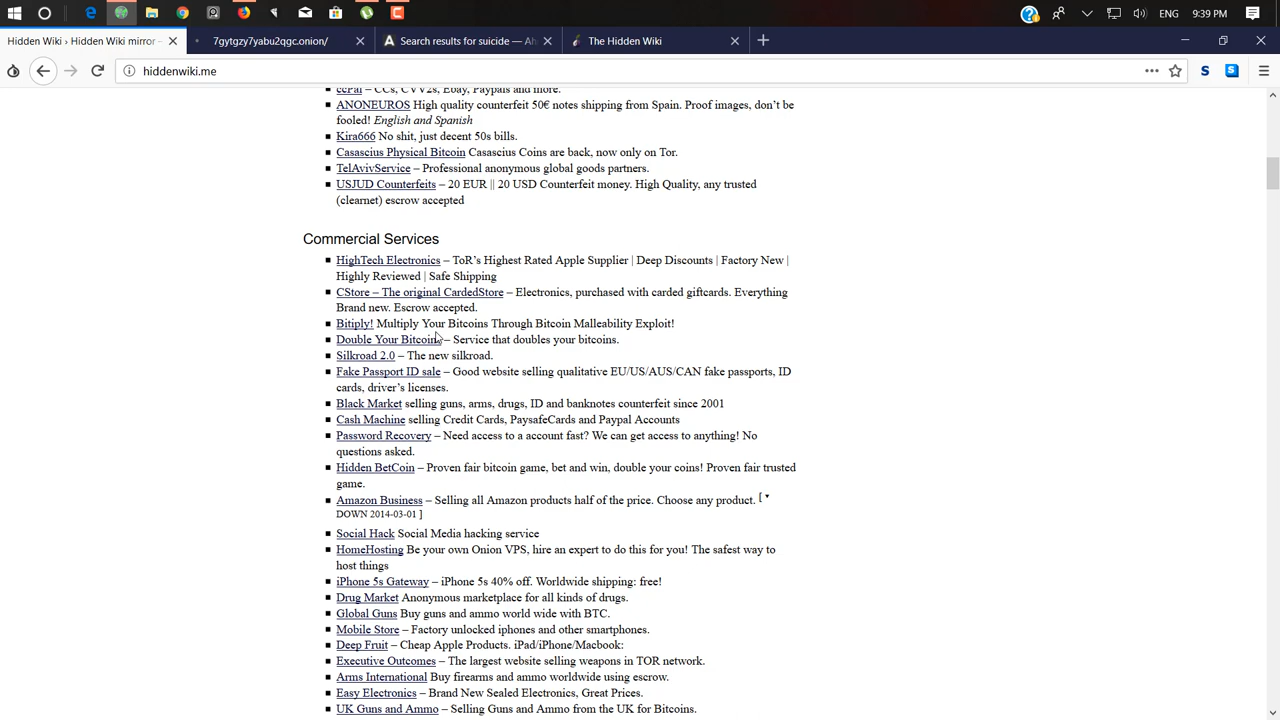 ENG 9:39 PM
Hidden Wiki › Hidden Wiki mirror –
7gytgzy7yabu2qgc.onion/
Search results for suicide — Ah
The Hidden Wiki
hiddenwiki.me
ccPal – CCs, CVV2s, Ebay, Paypals and more.
ANONEUROS High quality counterfeit 50€ notes shipping from Spain. Proof images, don’t be
fooled! English and Spanish
Kira666 No shit, just decent 50s bills.
Casascius Physical Bitcoin Casascius Coins are back, now only on Tor.
TelAvivService – Professional anonymous global goods partners.
USJUD Counterfeits – 20 EUR || 20 USD Counterfeit money. High Quality, any trusted
(clearnet) escrow accepted
Commercial Services
HighTech Electronics – ToR’s Highest Rated Apple Supplier | Deep Discounts | Factory New |
Highly Reviewed | Safe Shipping
CStore – The original CardedStore – Electronics, purchased with carded giftcards. Everything
Brand new. Escrow accepted.
Bitiply! Multiply Your Bitcoins Through Bitcoin Malleability Exploit!
Double Your Bitcoins – Service that doubles your bitcoins.
Silkroad 2.0 – The new silkroad.
Fake Passport ID sale – Good website selling qualitative EU/US/AUS/CAN fake passports, ID
cards, driver’s licenses.
Black Market selling guns, arms, drugs, ID and banknotes counterfeit since 2001
Cash Machine selling Credit Cards, PaysafeCards and Paypal Accounts
Password Recovery – Need access to a account fast? We can get access to anything! No
questions asked.
Hidden BetCoin – Proven fair bitcoin game, bet and win, double your coins! Proven fair trusted
game.
Amazon Business – Selling all Amazon products half of the price. Choose any product. [ ▾
DOWN 2014-03-01 ]
Social Hack Social Media hacking service
HomeHosting Be your own Onion VPS, hire an expert to do this for you! The safest way to
host things
iPhone 5s Gateway – iPhone 5s 40% off. Worldwide shipping: free!
Drug Market Anonymous marketplace for all kinds of drugs.
Global Guns Buy guns and ammo world wide with BTC.
Mobile Store – Factory unlocked iphones and other smartphones.
Deep Fruit – Cheap Apple Products. iPad/iPhone/Macbook:
Executive Outcomes – The largest website selling weapons in TOR network.
Arms International Buy firearms and ammo worldwide using escrow.
Easy Electronics – Brand New Sealed Electronics, Great Prices.
UK Guns and Ammo – Selling Guns and Ammo from the UK for Bitcoins.